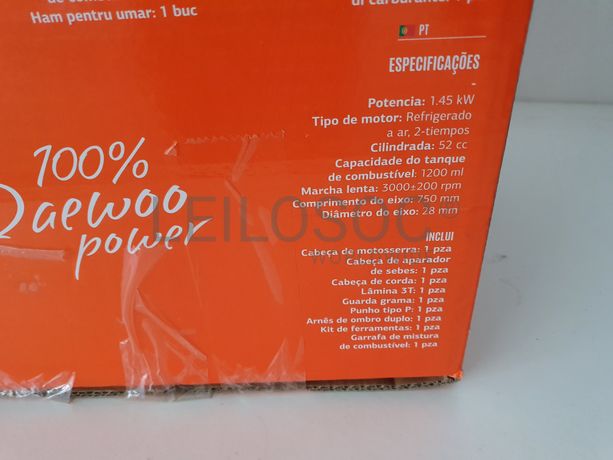 Ham pentru umar: 1 buc
PT
ESPECIFICAÇÕES
-
Potencia: 1.45 kW
Tipo de motor: Refrigerado
a ar, 2-tiempos
Cilindrada: 52 cc
Capacidade do tanque
de combustível: 1200 ml
Marcha lenta: 3000±200 rpm
Comprimento do eixo: 750 mm
Diâmetro do eixo: 28 mm
100%
Daewoo
power
LEILOSOC
INCLUI
Cabeça de motosserra: 1 pza
Cabeça de aparador
de sebes: 1 pza
Cabeça de corda: 1 pza
Lâmina 3T: 1 pza
Guarda grama: 1 pza
Punho tipo P: 1 pza
Arnês de ombro duplo: 1 pza
Kit de ferramentas: 1 pza
Garrafa de mistura
de combustível: 1 pza